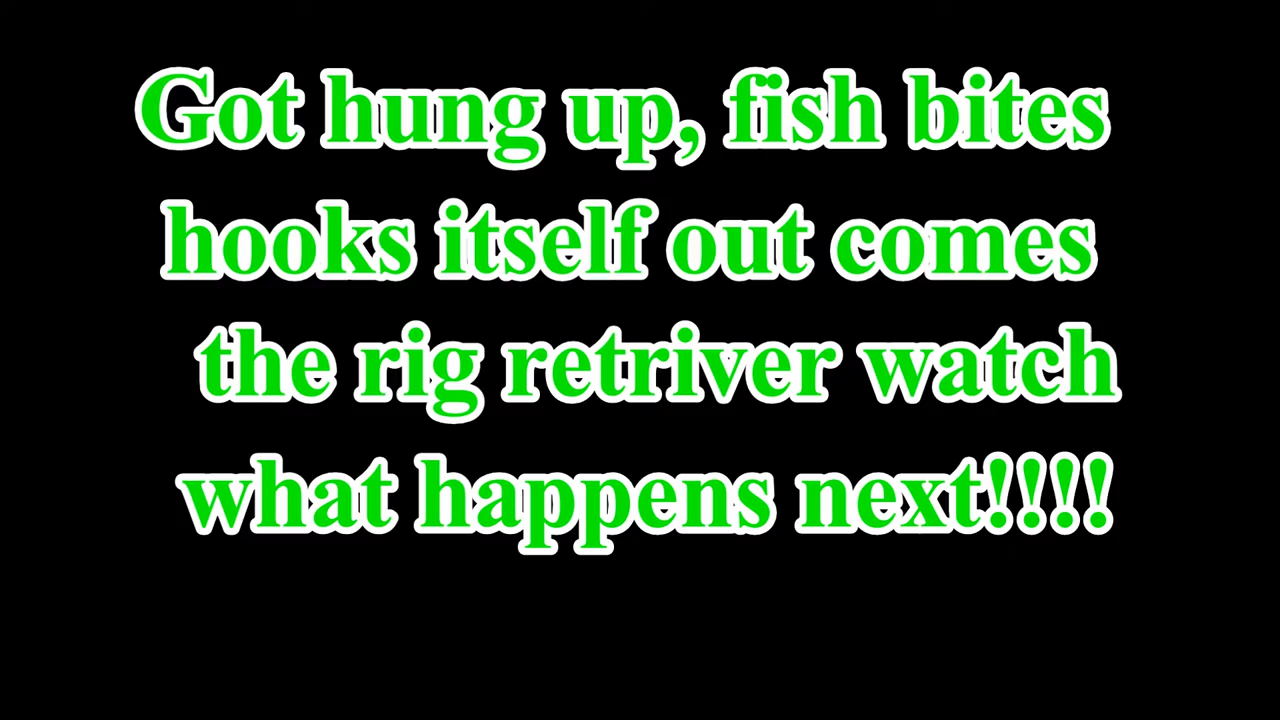 Got hung up, fish bites
hooks itself out comes
the rig retriver watch
what happens next!!!!